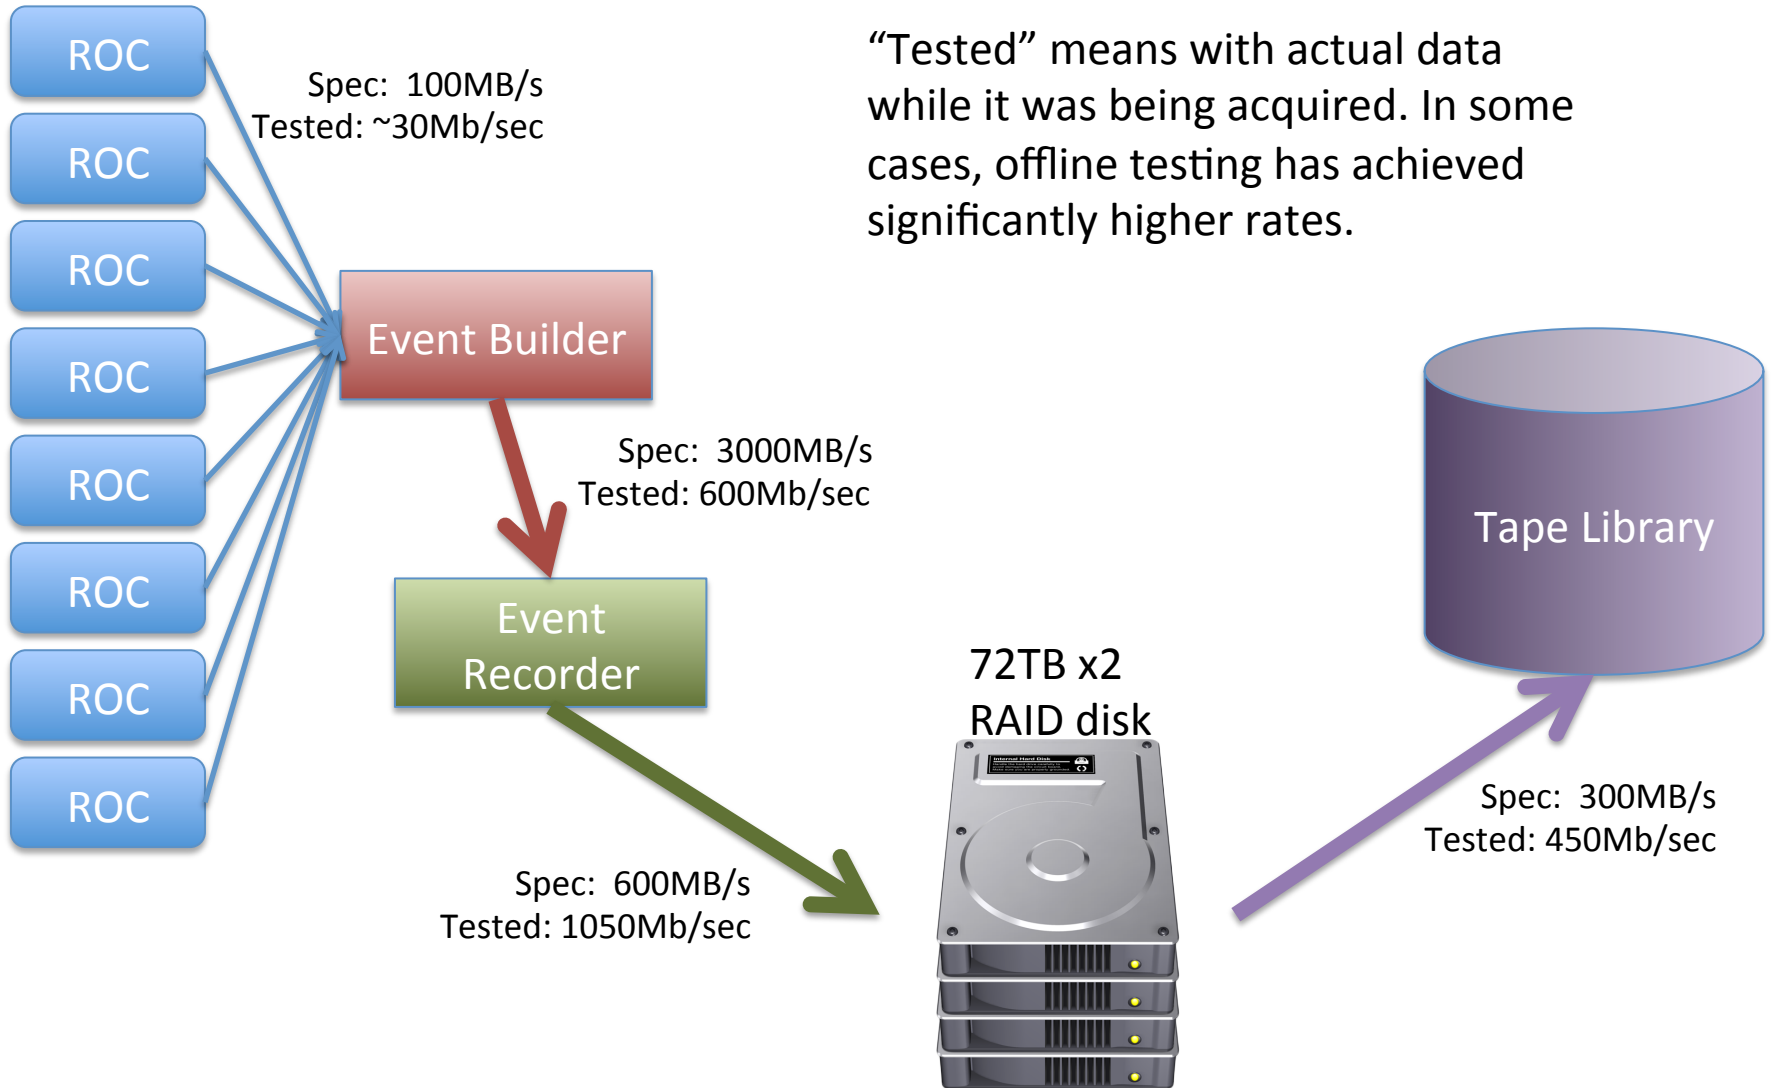 ROC
ROC
ROC
ROC
ROC
ROC
ROC
ROC
Spec:  100MB/s
Tested: ~30Mb/sec
“Tested” means with actual data
while it was being acquired. In some
cases, offline testing has achieved
significantly higher rates.
Event Builder
Spec:  3000MB/s
Tested: 600Mb/sec
Event
Recorder
Spec:  600MB/s
Tested: 1050Mb/sec
72TB x2
RAID disk
Internal Hard Disk
Tape Library
Spec:  300MB/s
Tested: 450Mb/sec